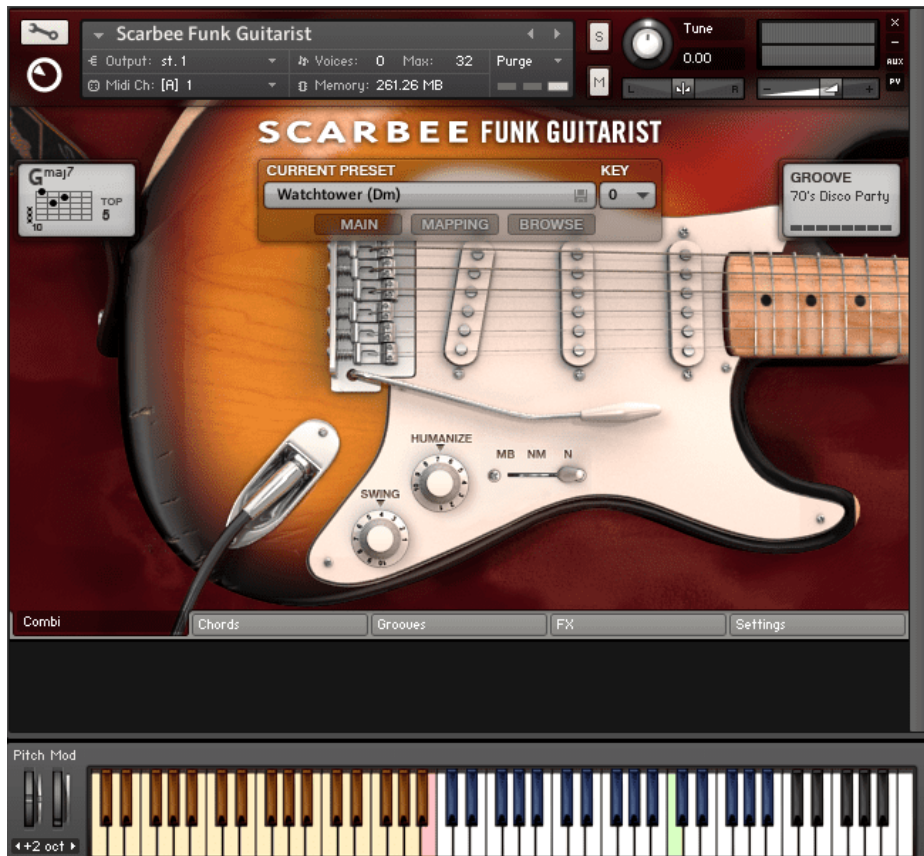 Scarbee Funk Guitarist
Output: st.1
Voices: 0 Max: 32 Purge
Midi Ch: [A] 1
Memory: 261.26 MB
S
M
Tune
0.00
L R
- +
×
-
AUX
PV
SCARBEE FUNK GUITARIST
Gmaj7
TOP
5
10
CURRENT PRESET KEY
Watchtower (Dm) 0
MAIN MAPPING BROWSE
GROOVE
70's Disco Party
HUMANIZE
MB NM N
SWING
Combi Chords Grooves FX Settings
Pitch Mod
+2 oct